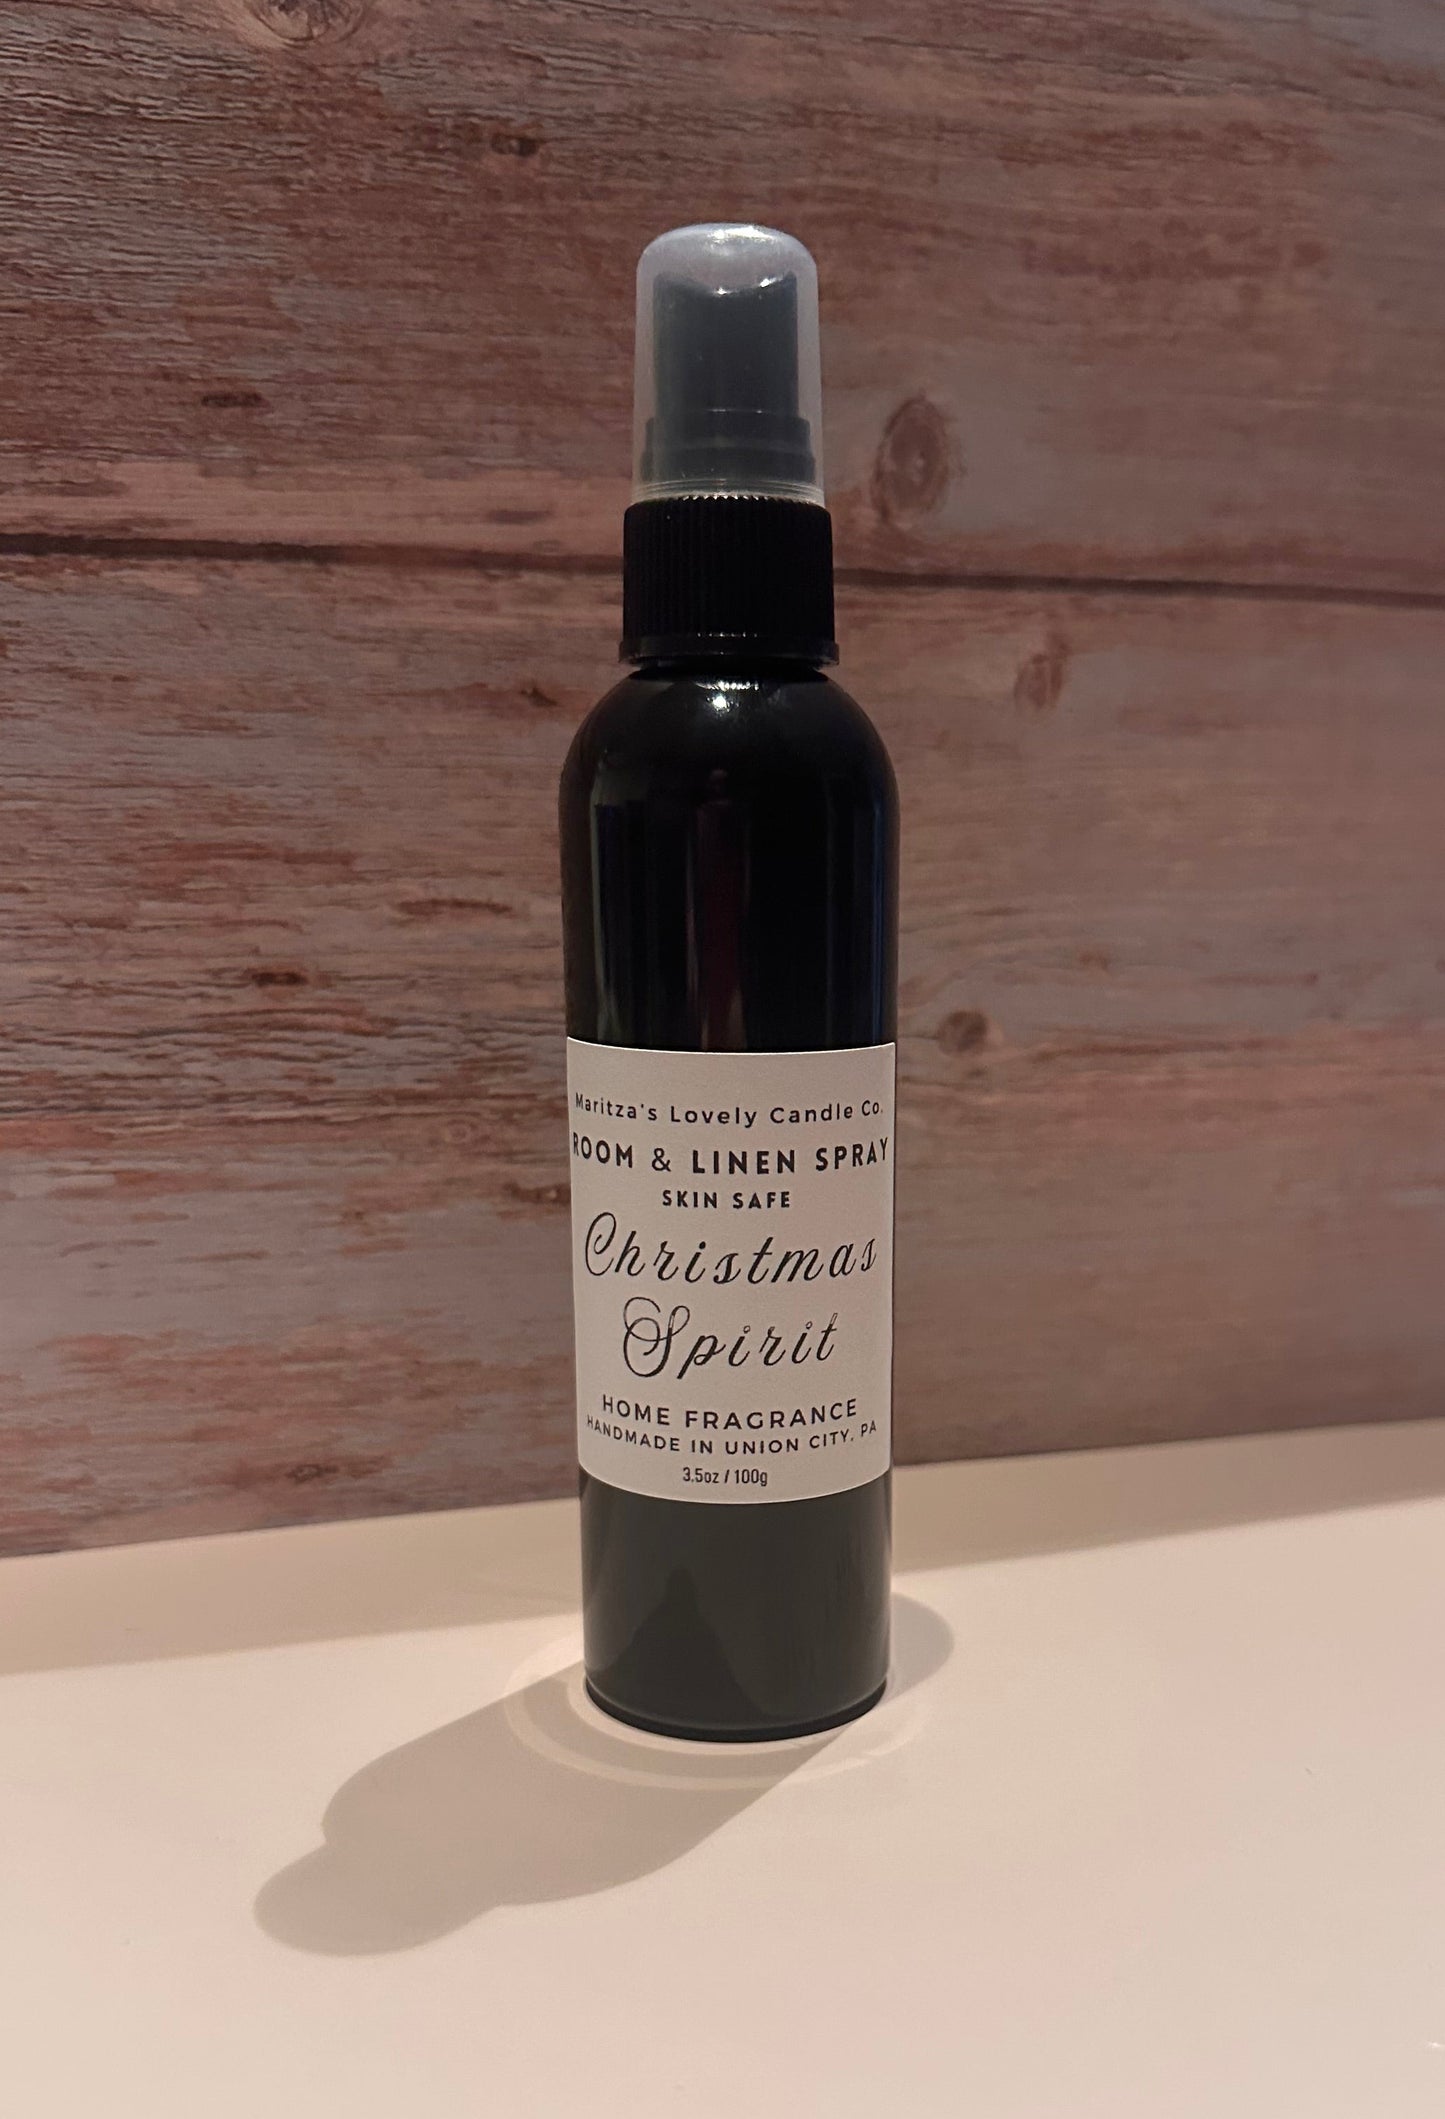 Maritza's Lovely Candle Co.
ROOM & LINEN SPRAY
SKIN SAFE
Christmas
Spirit
HOME FRAGRANCE
HANDMADE IN UNION CITY, PA
3.5oz / 100g